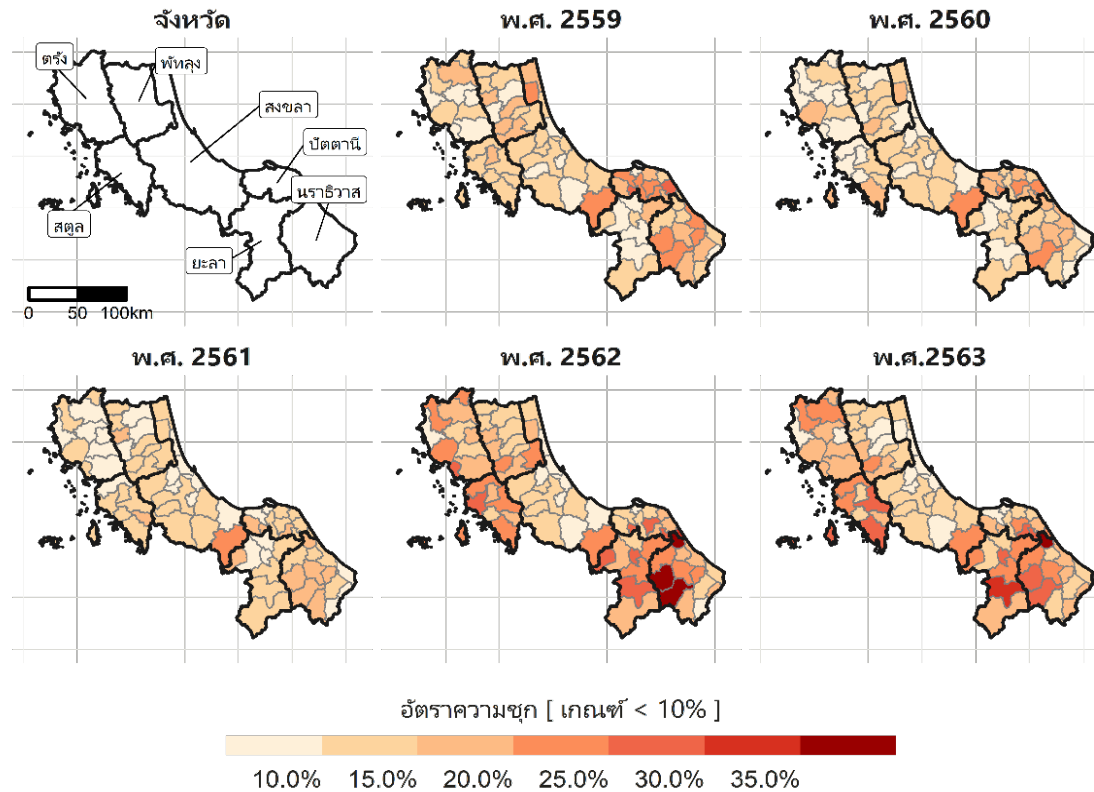 จังหวัด
พ.ศ. 2559
พ.ศ. 2560
ตรัง
พัทลุง
สงขลา
ปัตตานี
นราธิวาส
สตูล
ยะลา
0 50 100km
พ.ศ. 2561
พ.ศ. 2562
พ.ศ.2563
อัตราความชุก [ เกณฑ์ < 10% ]
10.0% 15.0% 20.0% 25.0% 30.0% 35.0%